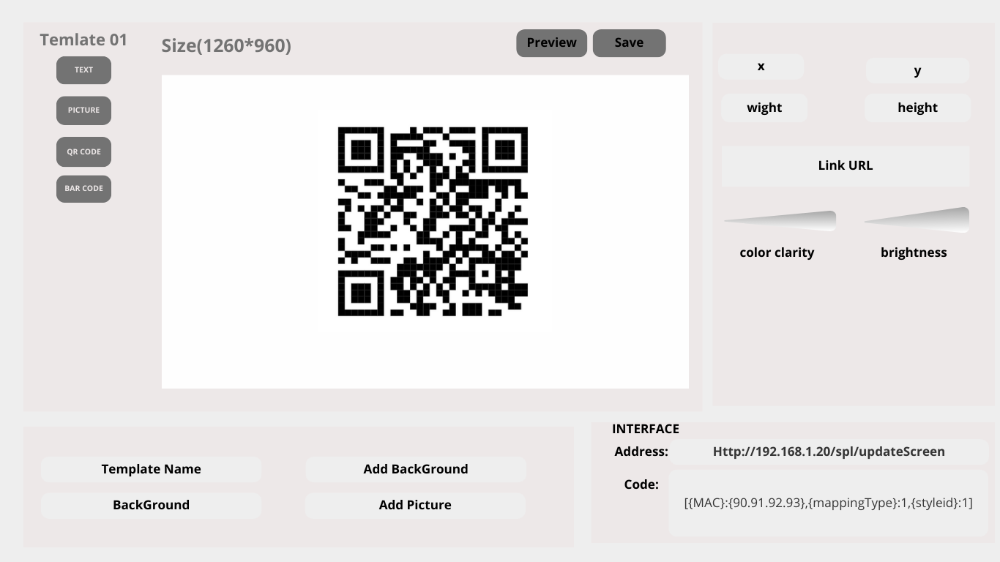 Temlate 01
Size(1260*960)
Preview
Save
TEXT
PICTURE
QR CODE
BAR CODE
x
y
wight
height
Link URL
color clarity
brightness
Template Name
Add BackGround
BackGround
Add Picture
INTERFACE
Address: Http://192.168.1.20/spl/updateScreen
Code: [{MAC}:{90.91.92.93},{mappingType}:1,{styleid}:1]